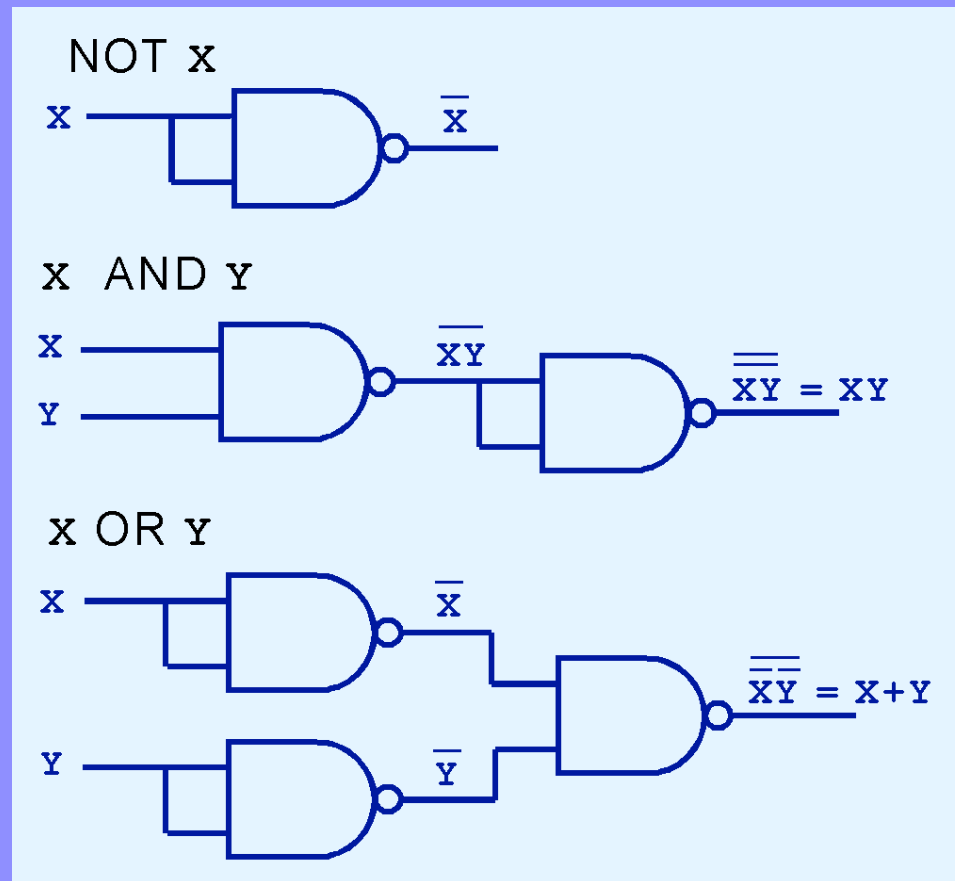 NOT X
X
X̅
X AND Y
X
Y
X̅Y̅
X̿Y̿ = XY
X OR Y
X
X̅
Y
Y̅
X̿Y̿ = X+Y